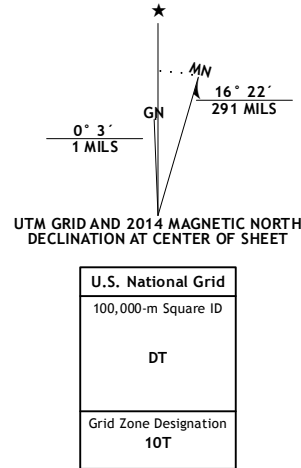 ★
MN
GN
16° 22´
291 MILS
0° 3´
1 MILS
UTM GRID AND 2014 MAGNETIC NORTH
DECLINATION AT CENTER OF SHEET
U.S. National Grid
100,000-m Square ID
DT
Grid Zone Designation
10T